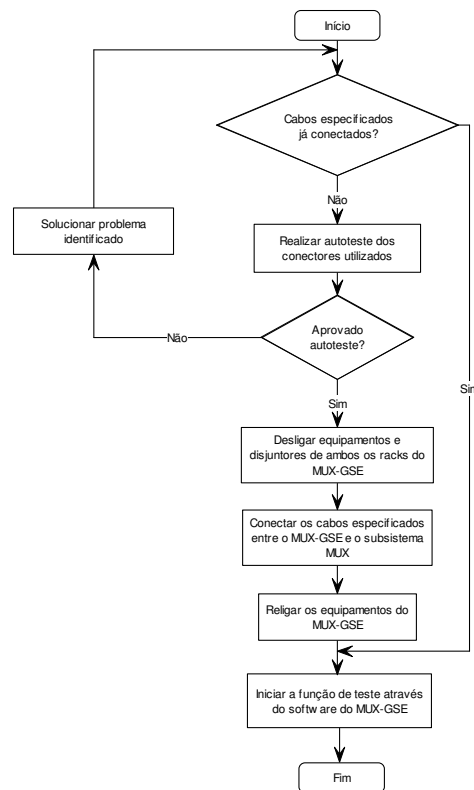 Início
Cabos especificados
já conectados?
Não
Solucionar problema
identificado
Realizar autoteste dos
conectores utilizados
Não
Aprovado
autoteste?
Sim
Sim
Desligar equipamentos e
disjuntores de ambos os racks do
MUX-GSE
Conectar os cabos especificados
entre o MUX-GSE e o subsistema
MUX
Religar os equipamentos do
MUX-GSE
Iniciar a função de teste através
do software do MUX-GSE
Fim